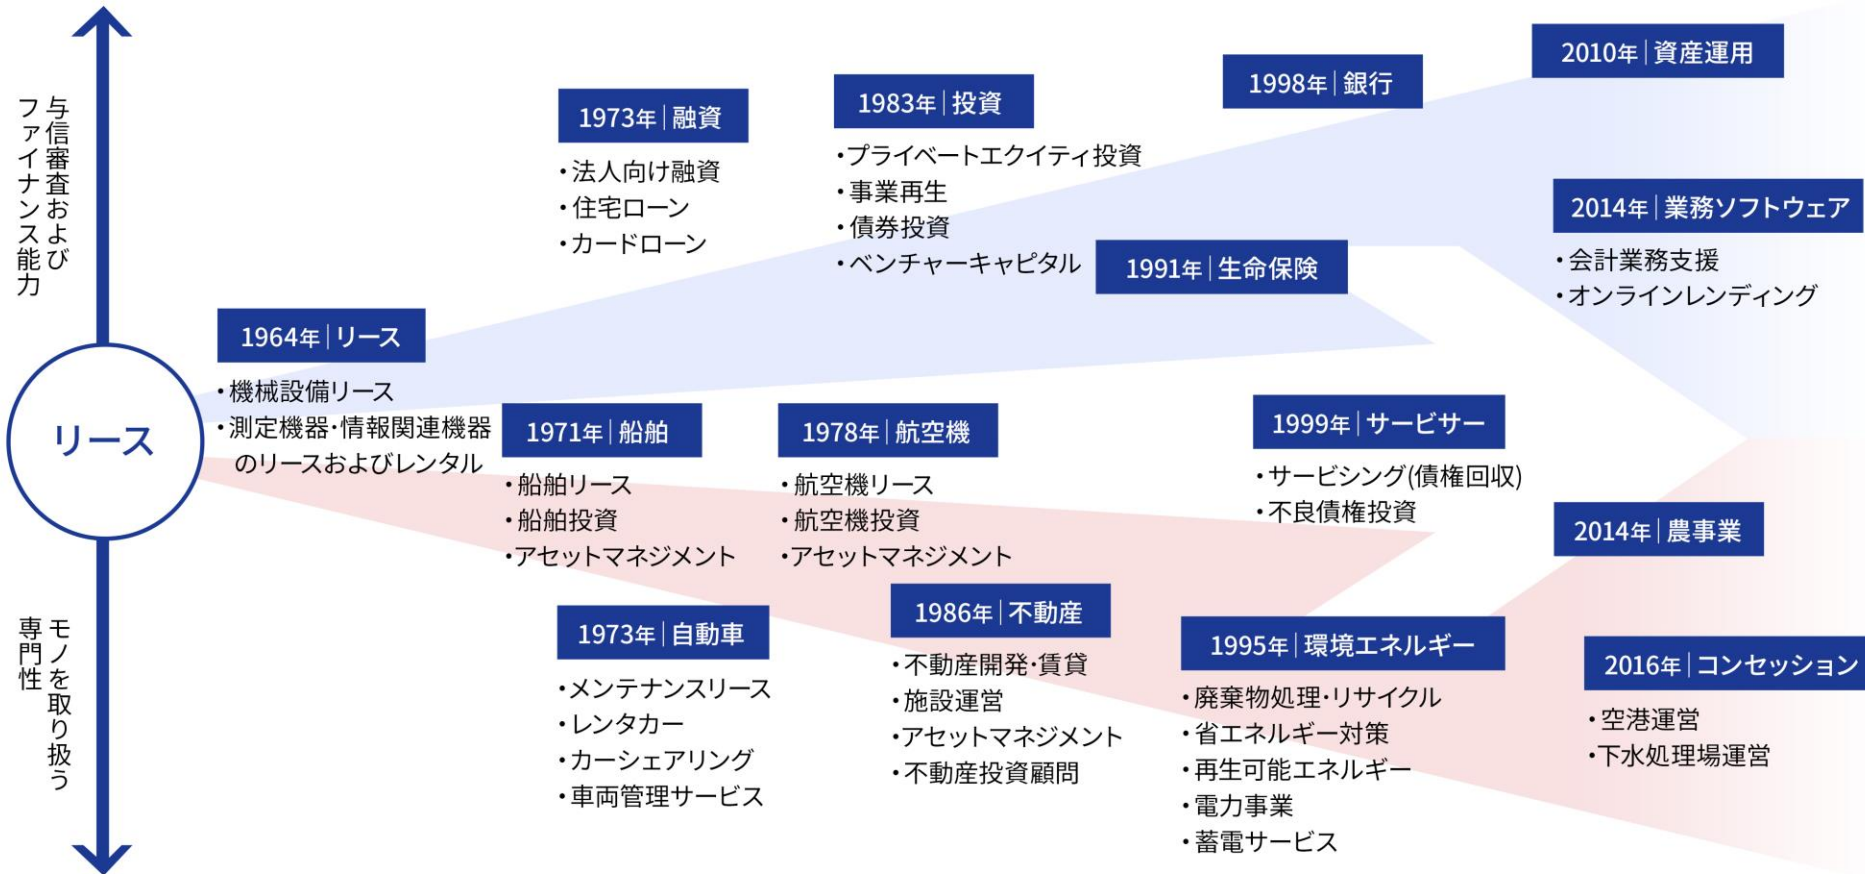 与信審査および
ファイナンス能力
リース
モノを取り扱う
専門性
1964年|リース
・機械設備リース
・測定機器・情報関連機器
のリースおよびレンタル
1973年|融資
・法人向け融資
・住宅ローン
・カードローン
1983年|投資
・プライベートエクイティ投資
・事業再生
・債券投資
・ベンチャーキャピタル
1991年|生命保険
1998年|銀行
2010年|資産運用
2014年|業務ソフトウェア
・会計業務支援
・オンラインレンディング
1971年|船舶
・船舶リース
・船舶投資
・アセットマネジメント
1978年|航空機
・航空機リース
・航空機投資
・アセットマネジメント
1999年|サービサー
・サービシング(債権回収)
・不良債権投資
2014年|農事業
1973年|自動車
・メンテナンスリース
・レンタカー
・カーシェアリング
・車両管理サービス
1986年|不動産
・不動産開発・賃貸
・施設運営
・アセットマネジメント
・不動産投資顧問
1995年|環境エネルギー
・廃棄物処理・リサイクル
・省エネルギー対策
・再生可能エネルギー
・電力事業
・蓄電サービス
2016年|コンセッション
・空港運営
・下水処理場運営